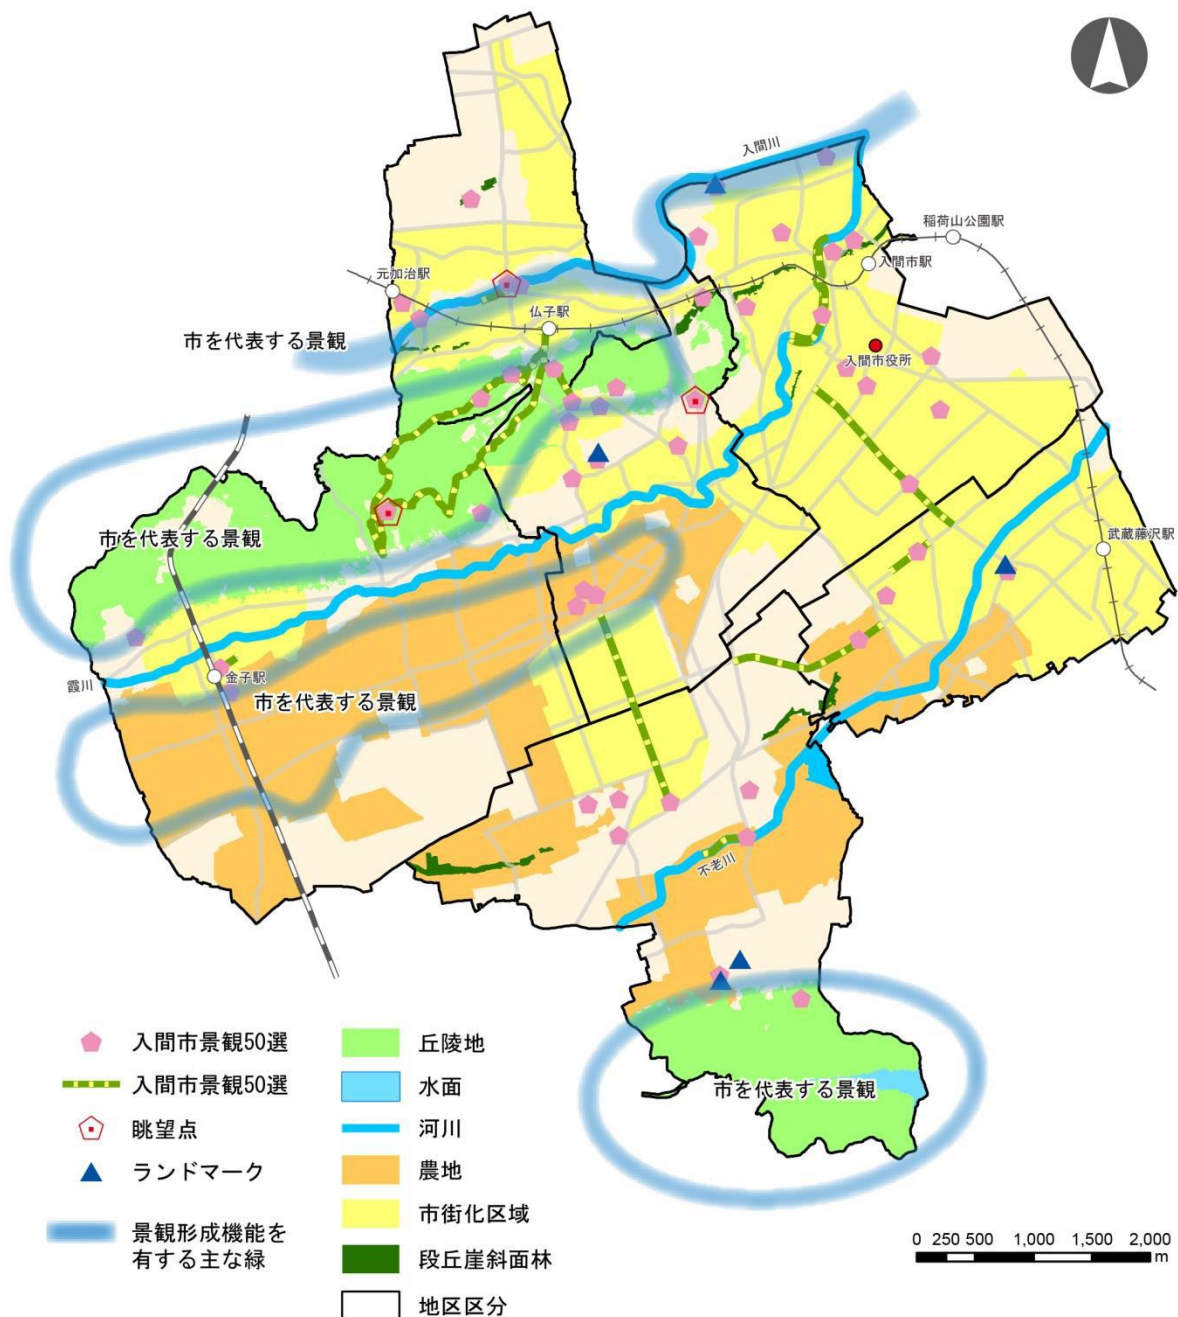 入間川
稲荷山公園駅
入間市駅
元加治駅
仏子駅
市を代表する景観
入間市役所
市を代表する景観
武蔵藤沢駅
霞川
金子駅
市を代表する景観
不老川
市を代表する景観
入間市景観50選
入間市景観50選
眺望点
ランドマーク
景観形成機能を
有する主な緑
丘陵地
水面
河川
農地
市街化区域
段丘崖斜面林
地区区分
0 250 500 1,000 1,500 2,000
m